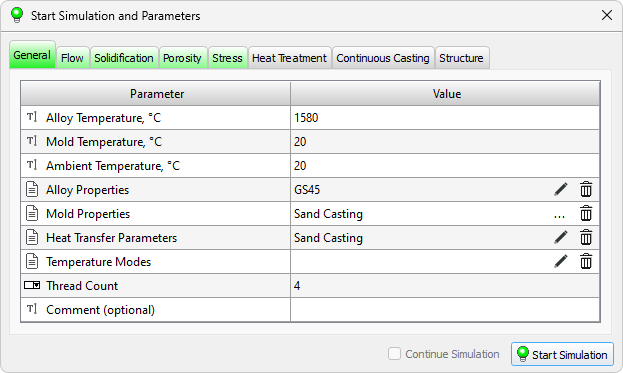 Start Simulation and Parameters
General Flow Solidification Porosity Stress Heat Treatment Continuous Casting Structure
Parameter Value
Alloy Temperature, °C 1580
Mold Temperature, °C 20
Ambient Temperature, °C 20
Alloy Properties GS45
Mold Properties Sand Casting ...
Heat Transfer Parameters Sand Casting
Temperature Modes
Thread Count 4
Comment (optional)
Continue Simulation Start Simulation